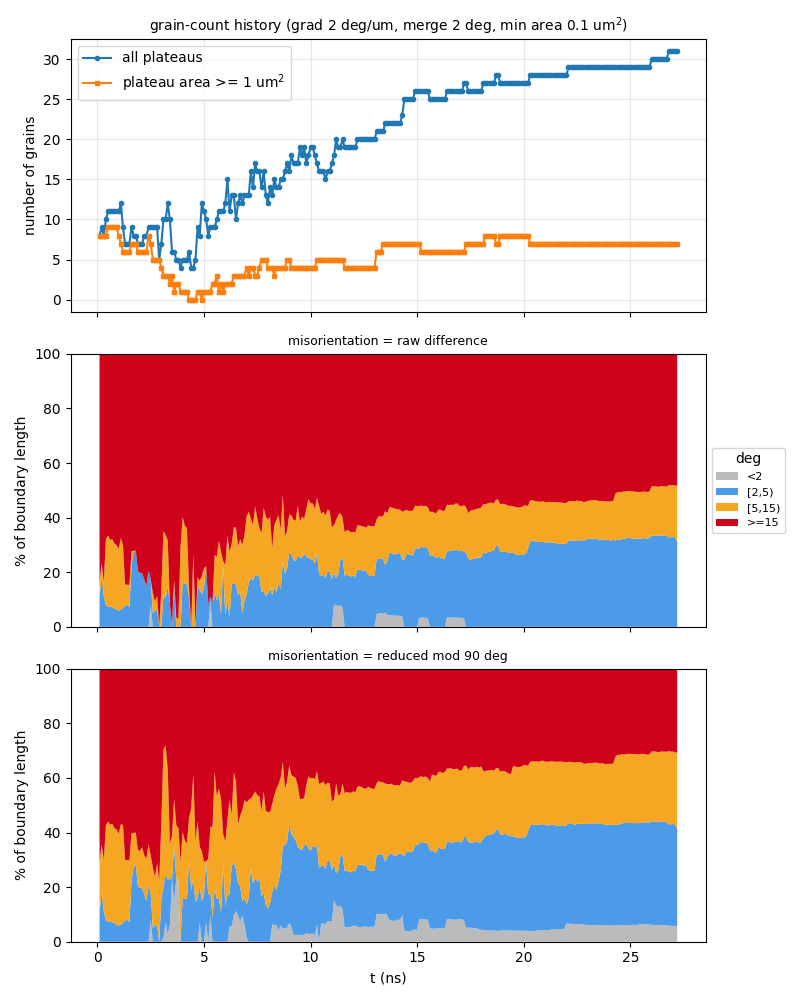 grain-count history (grad 2 deg/um, merge 2 deg, min area 0.1 um²)
all plateaus
plateau area >= 1 um²
number of grains
30
25
20
15
10
5
0
misorientation = raw difference
% of boundary length
100
80
60
40
20
0
deg
<2
[2,5)
[5,15)
>=15
misorientation = reduced mod 90 deg
% of boundary length
100
80
60
40
20
0
0 5 10 15 20 25
t (ns)